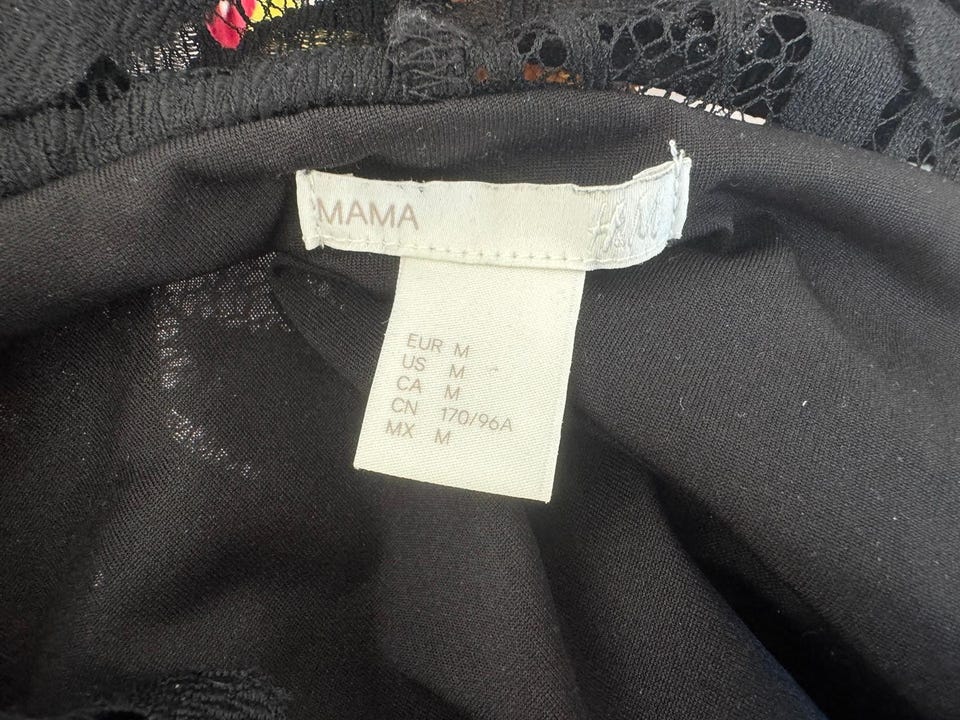 MAMA H&M
EUR M
US M
CA M
CN 170/96A
MX M